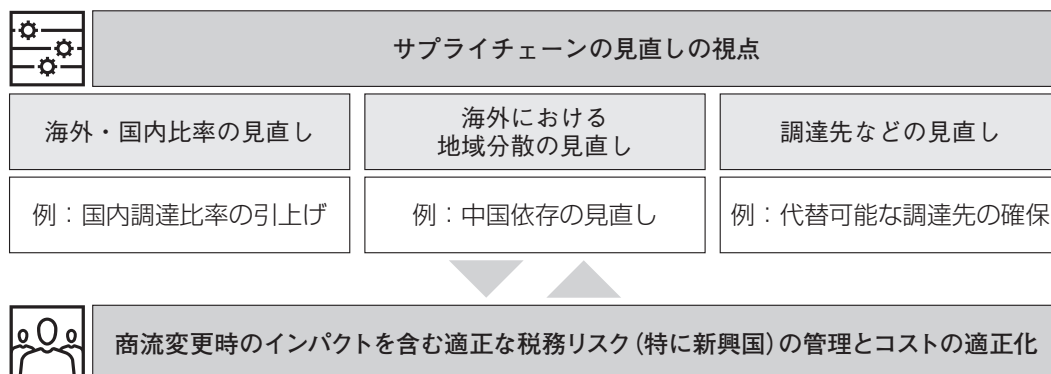 サプライチェーンの見直しの視点
海外・国内比率の見直し
海外における
地域分散の見直し
調達先などの見直し
例：国内調達比率の引上げ
例：中国依存の見直し
例：代替可能な調達先の確保
商流変更時のインパクトを含む適正な税務リスク（特に新興国）の管理とコストの適正化